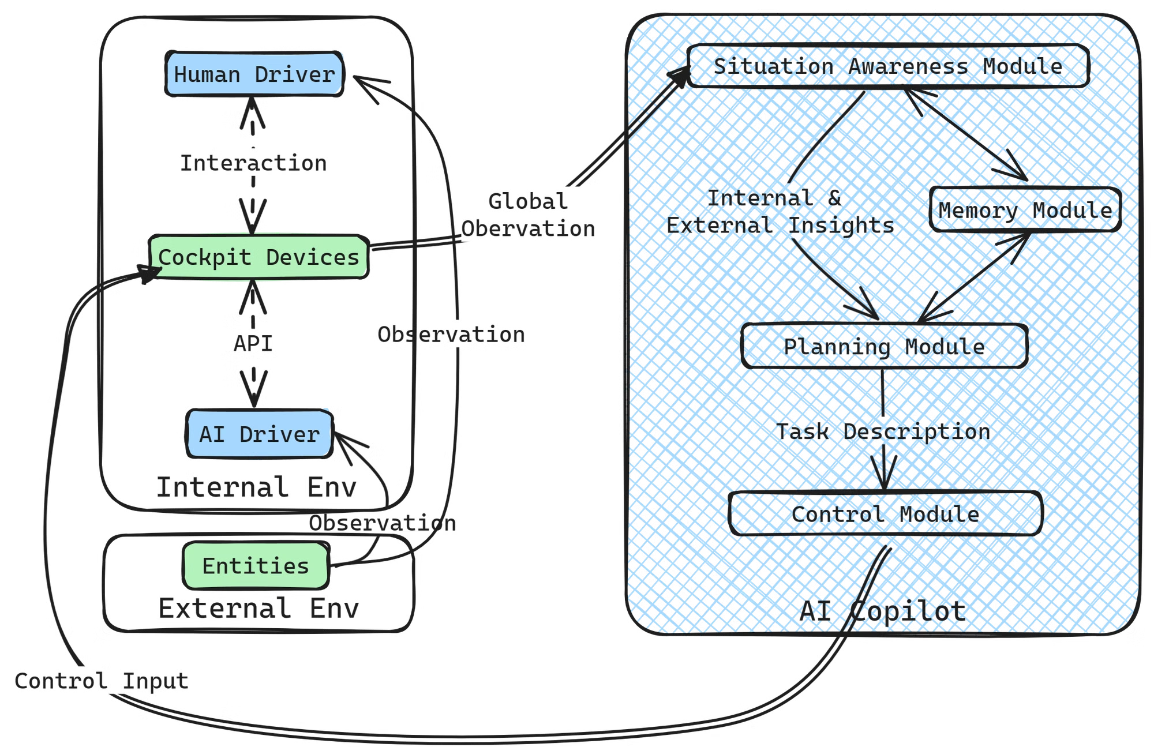 Human Driver
Interaction
Cockpit Devices
API
AI Driver
Internal Env
Observation
Observation
Entities
External Env
Control Input
Global
Obervation
Situation Awareness Module
Internal &
External Insights
Memory Module
Planning Module
Task Description
Control Module
AI Copilot